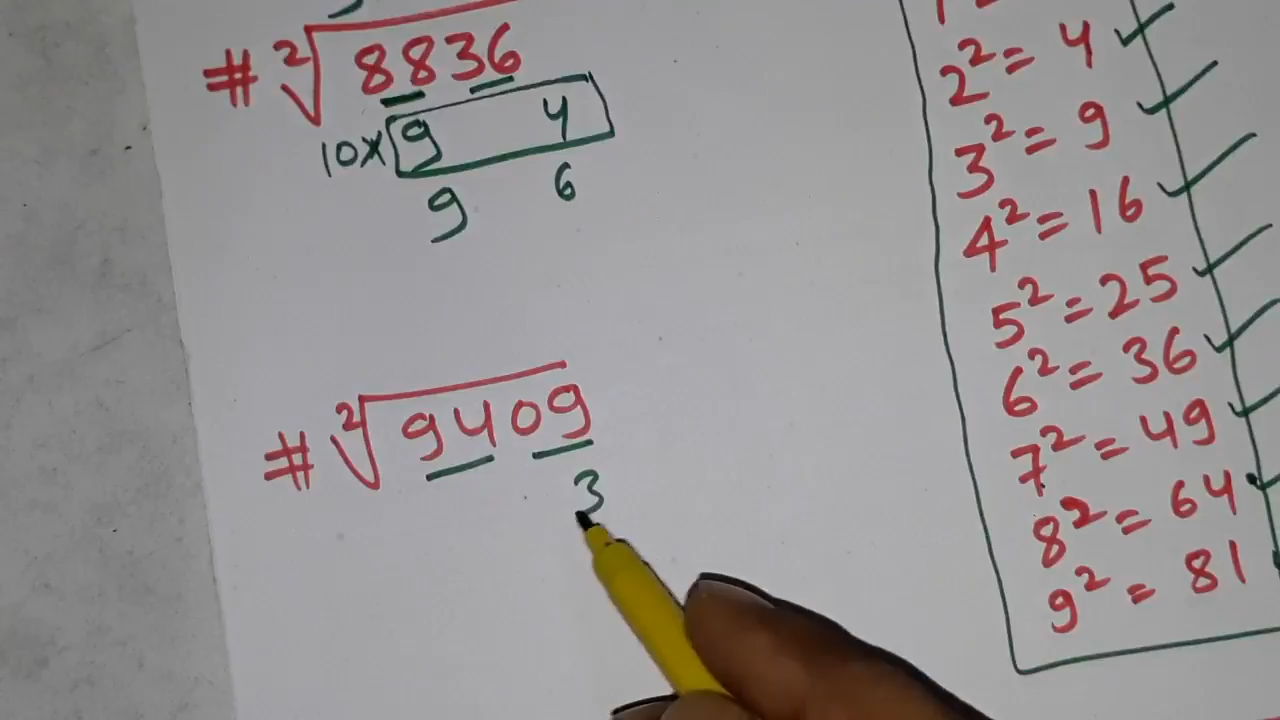 # ²√8836
10× 9 4
9 6
# ²√9409
3
2² = 4 ✓
3² = 9 ✓
4² = 16 ✓
5² = 25 ✓
6² = 36 ✓
7² = 49 ✓
8² = 64 ✓
9² = 81